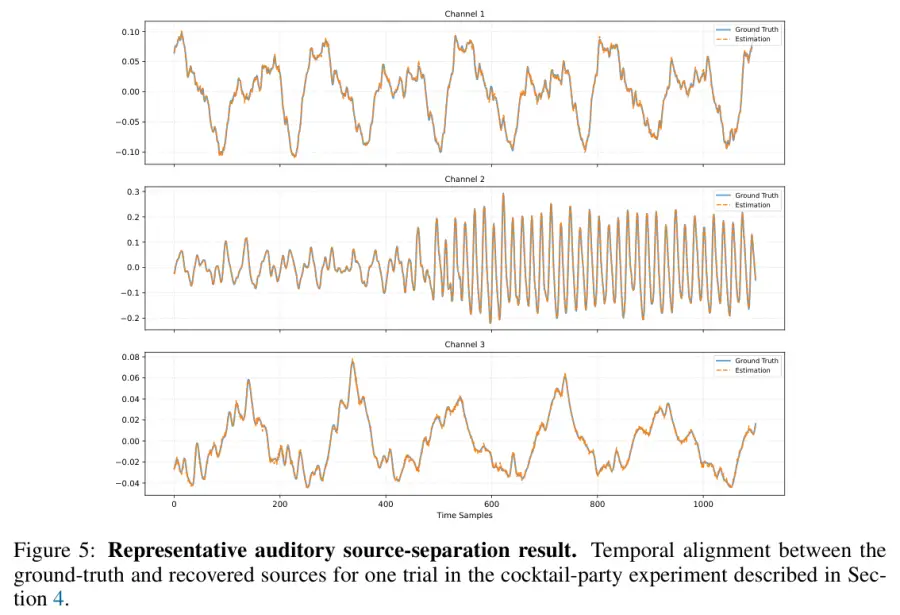 Channel 1
Ground Truth
Estimation
0.10
0.05
0.00
−0.05
−0.10
Channel 2
Ground Truth
Estimation
0.3
0.2
0.1
0.0
−0.1
−0.2
Channel 3
Ground Truth
Estimation
0.08
0.06
0.04
0.02
0.00
−0.02
−0.04
0 200 400 600 800 1000
Time Samples
Figure 5: Representative auditory source-separation result. Temporal alignment between the
ground-truth and recovered sources for one trial in the cocktail-party experiment described in Sec-
tion 4.